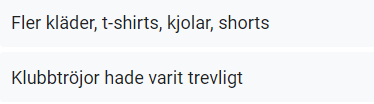 Fler kläder, t-shirts, kjolar, shorts
Klubbtröjor hade varit trevligt